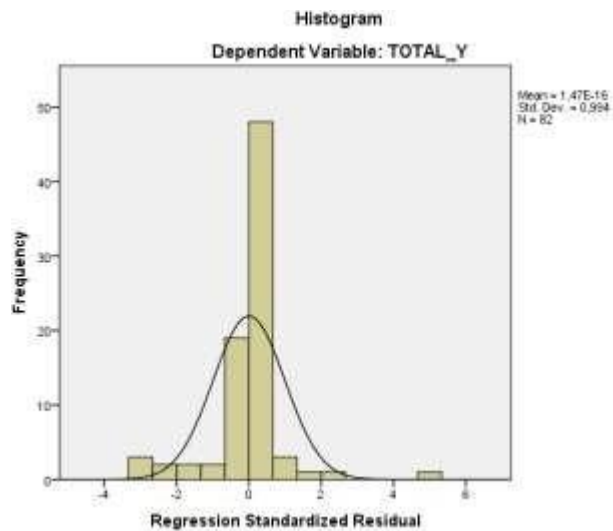 Histogram
Dependent Variable: TOTAL_Y
Mean = 1,47E-16
Std. Dev. = 0,994
N = 82
50
40
30
20
10
0
-4 -2 0 2 4 6
Frequency
Regression Standardized Residual